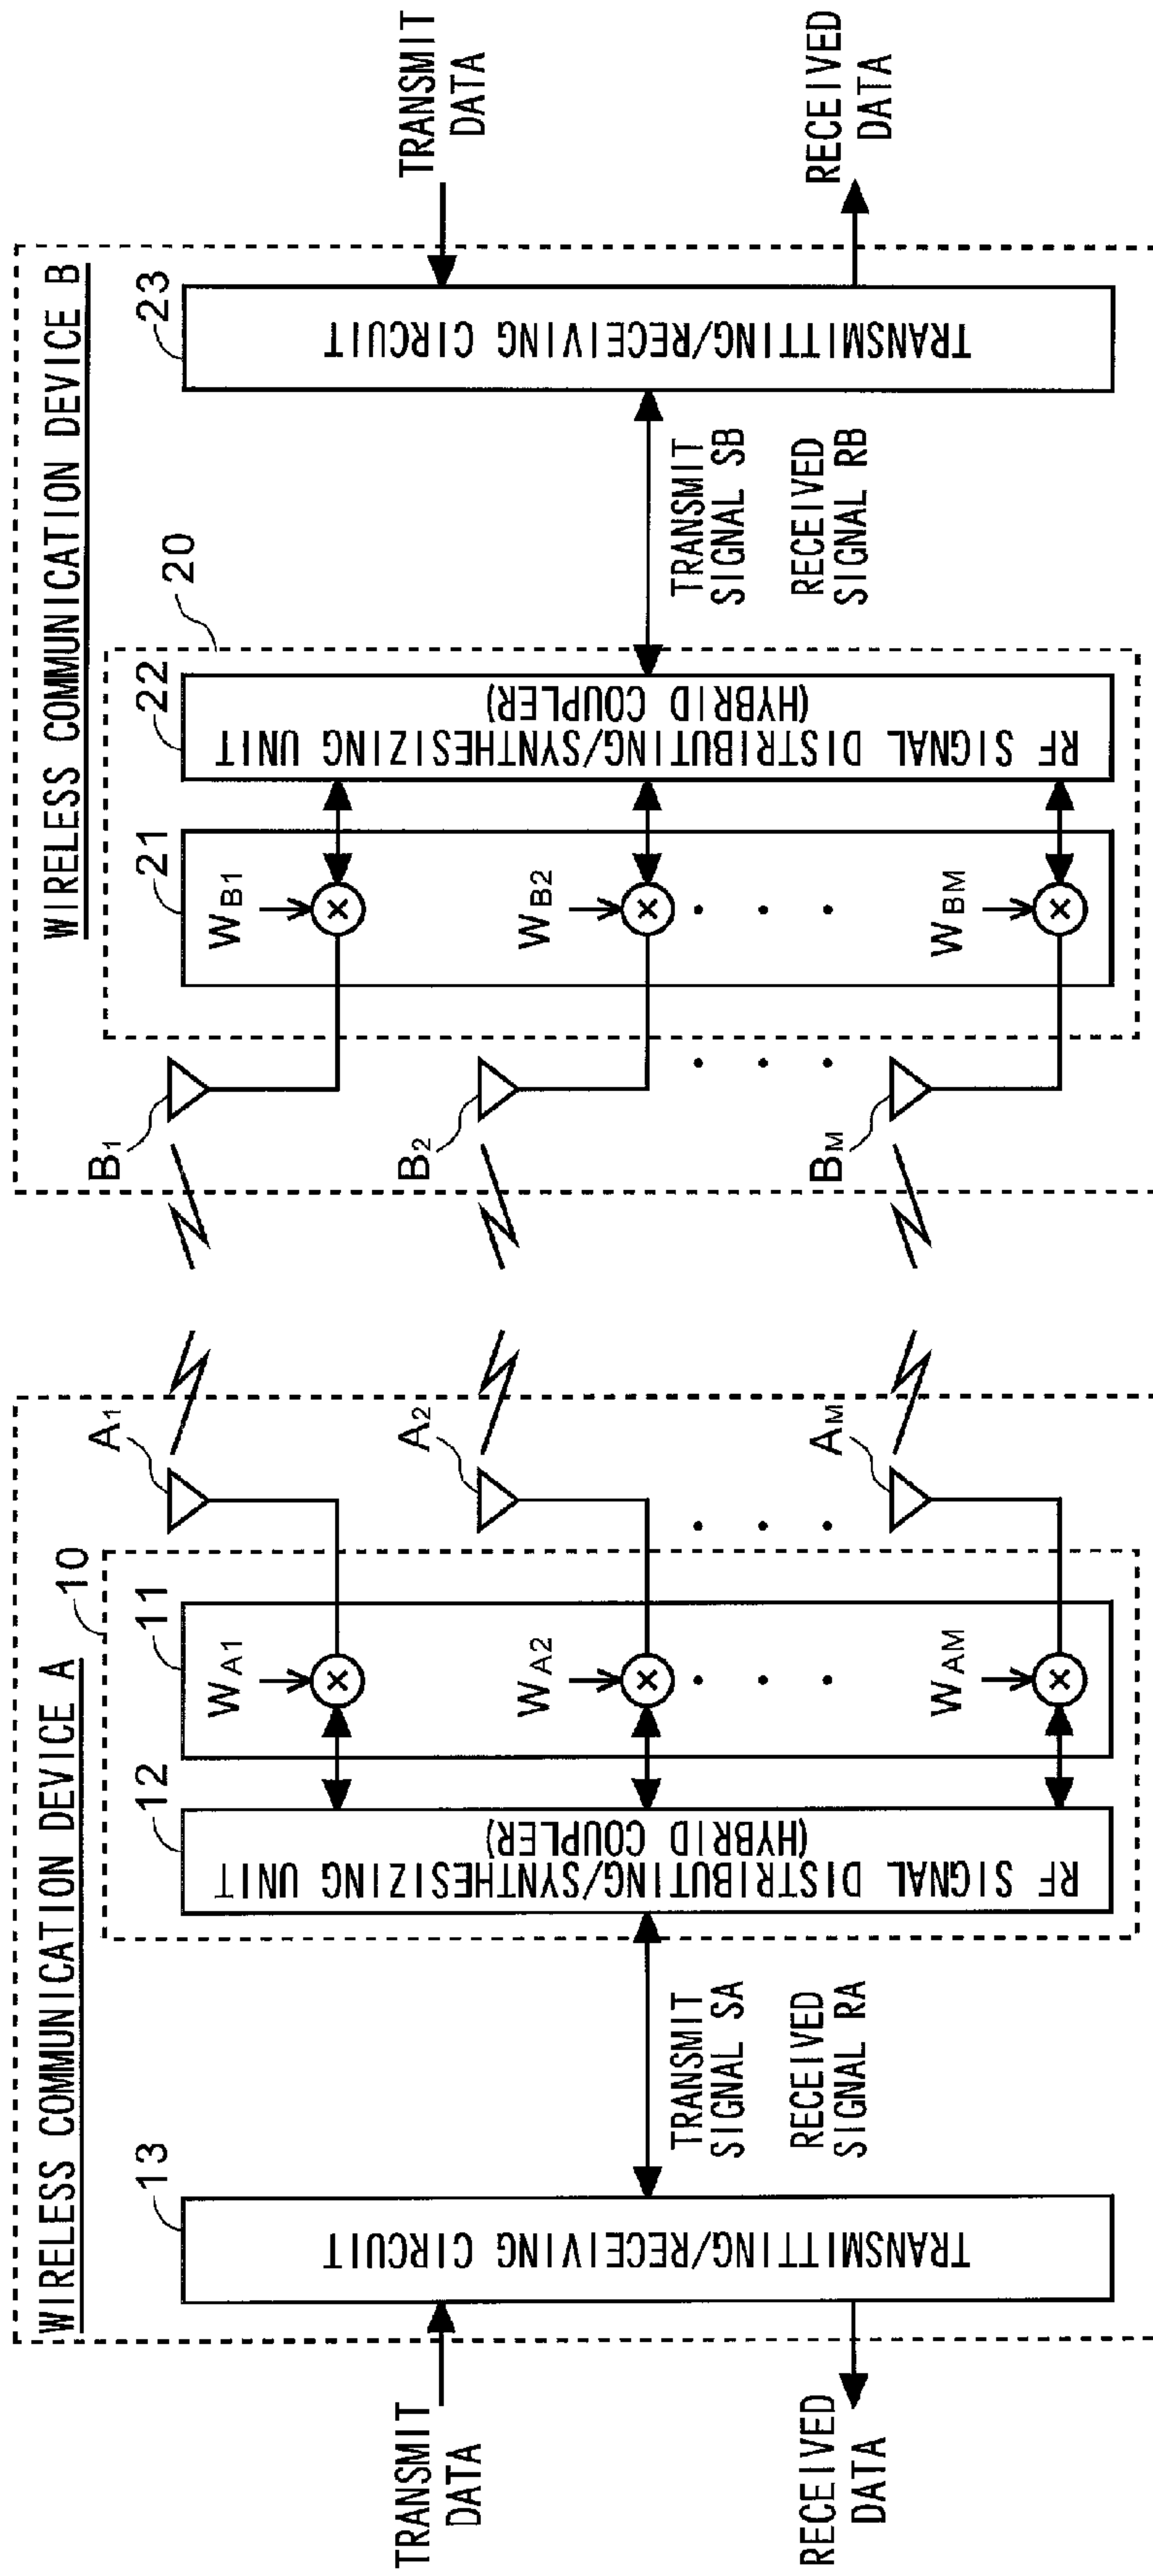 WIRELESS COMMUNICATION DEVICE A
10
13
TRANSMITTING/RECEIVING CIRCUIT
TRANSMIT
DATA
RECEIVED
DATA
TRANSMIT
SIGNAL SA
RECEIVED
SIGNAL RA
12
RF SIGNAL DISTRIBUTING/SYNTHESIZING UNIT
(HYBRID COUPLER)
11
WA1
WA2
WAM
. . .
A1
A2
. . .
AM
WIRELESS COMMUNICATION DEVICE B
20
B1
B2
. . .
BM
21
WB1
WB2
. . .
WBM
22
RF SIGNAL DISTRIBUTING/SYNTHESIZING UNIT
(HYBRID COUPLER)
TRANSMIT
SIGNAL SB
RECEIVED
SIGNAL RB
23
TRANSMITTING/RECEIVING CIRCUIT
TRANSMIT
DATA
RECEIVED
DATA